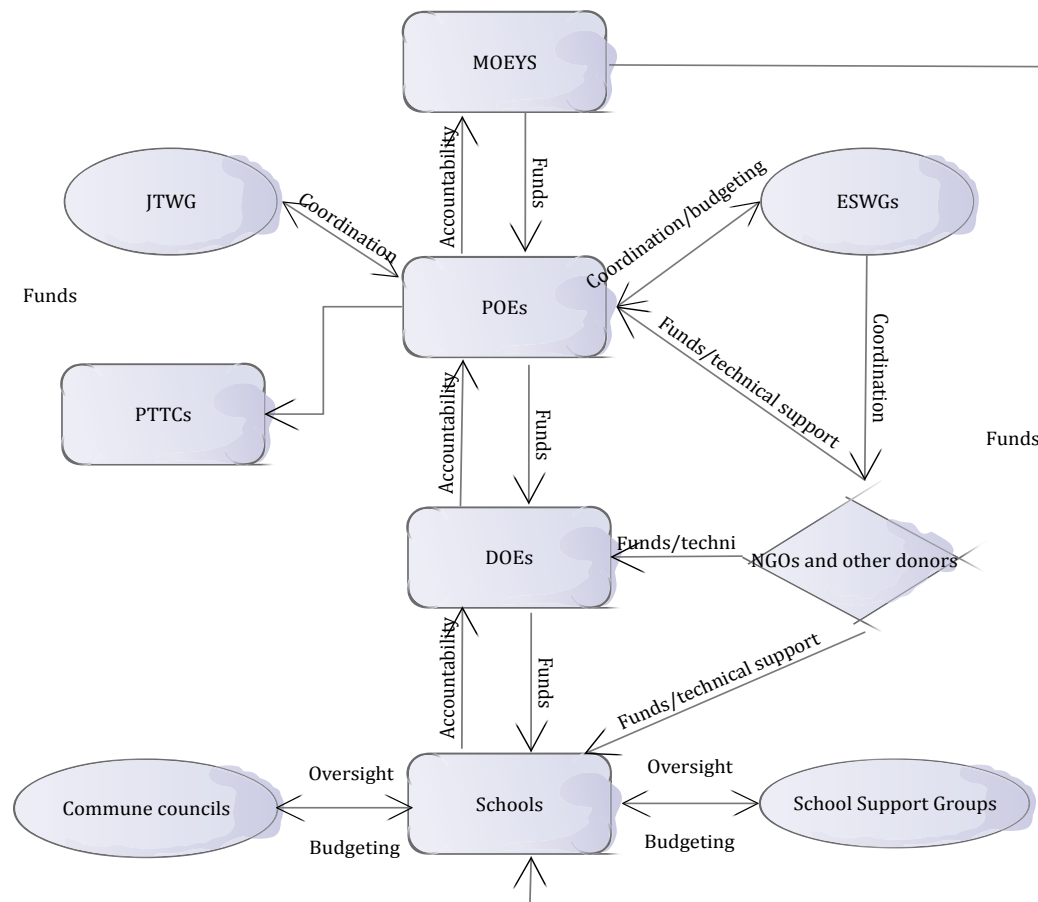 MOEYS
Accountability
Funds
JTWG
Coordination
Coordination/budgeting
ESWGs
Funds
POEs
Funds/technical support
Coordination
PTTCs
Accountability
Funds
Funds
DOEs
Funds/techni
NGOs and other donors
Accountability
Funds
Funds/technical support
Commune councils
Oversight
Budgeting
Schools
Oversight
Budgeting
School Support Groups